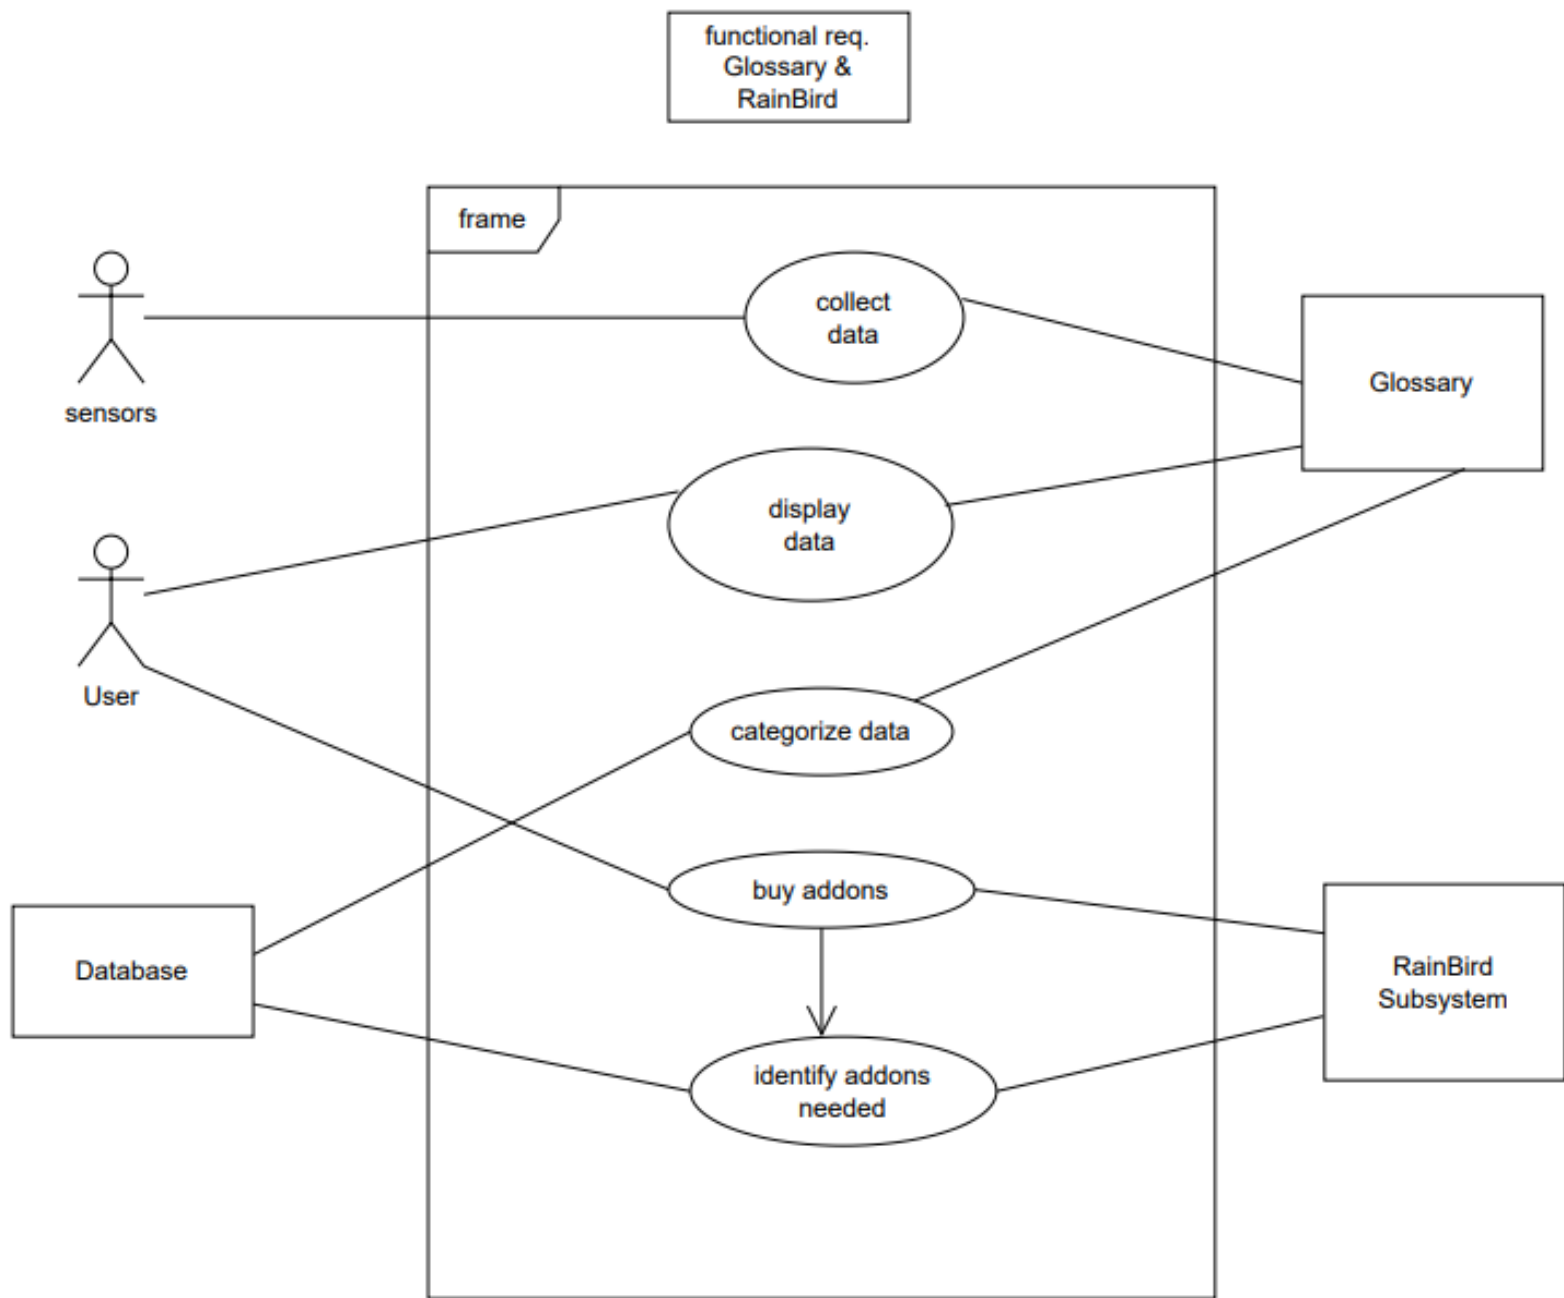 functional req.
Glossary &
RainBird
frame
collect
data
sensors
Glossary
display
data
User
categorize data
buy addons
Database
RainBird
Subsystem
identify addons
needed